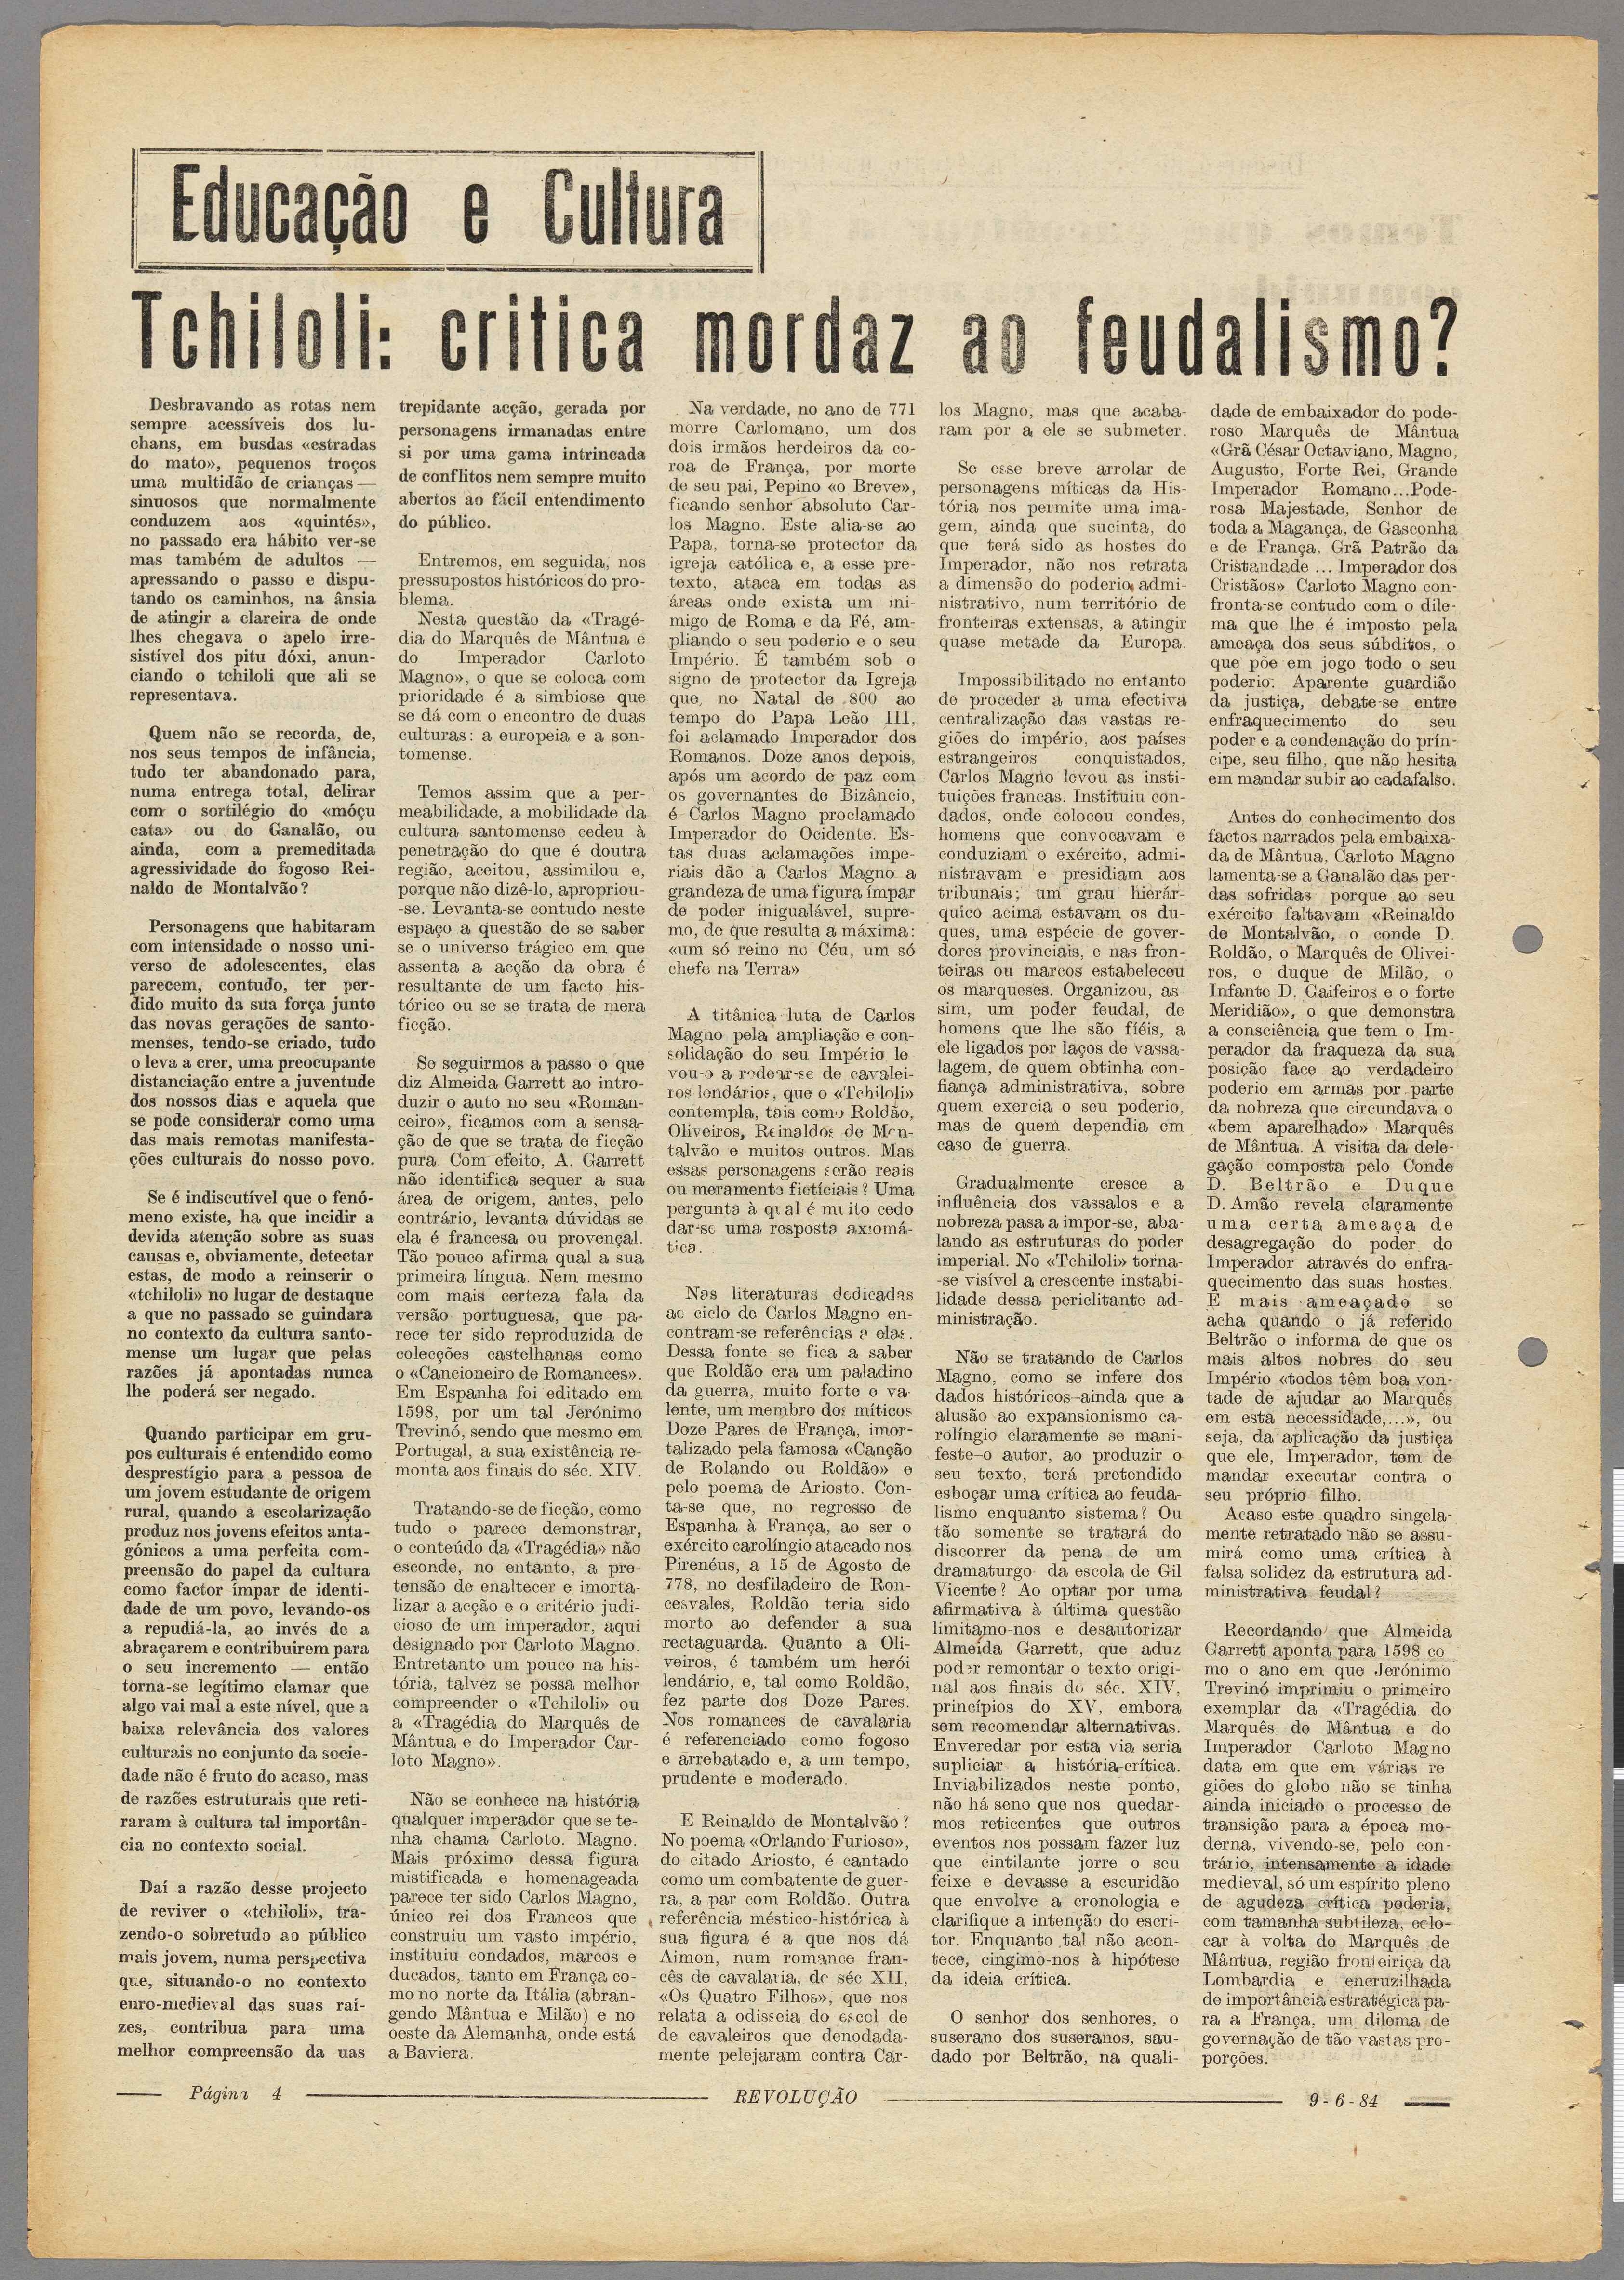 Educação e Cultura
Tchiloli: critica mordaz ao feudalismo?
Desbravando as rotas nem
sempre acessíveis dos lu-
chans, em busdas «estradas
do mato», pequenos troços
uma multidão de crianças —
sinuosos que normalmente
conduzem aos «quintés»,
no passado era hábito ver-se
mas também de adultos —
apressando o passo e dispu-
tando os caminhos, na ânsia
de atingir a clareira de onde
lhes chegava o apelo irre-
sistível dos pitu dóxi, anun-
ciando o tchiloli que ali se
representava.
Quem não se recorda, de,
nos seus tempos de infância,
tudo ter abandonado para,
numa entrega total, delirar
com o sortilégio do «móçu
cata» ou do Ganalão, ou
ainda, com a premeditada
agressividade do fogoso Rei-
naldo de Montalvão?
Personagens que habitaram
com intensidade o nosso uni-
verso de adolescentes, elas
parecem, contudo, ter per-
dido muito da sua força junto
das novas gerações de santo-
menses, tendo-se criado, tudo
o leva a crer, uma preocupante
distanciação entre a juventude
dos nossos dias e aquela que
se pode considerar como uma
das mais remotas manifesta-
ções culturais do nosso povo.
Se é indiscutível que o fenó-
meno existe, ha que incidir a
devida atenção sobre as suas
causas e, obviamente, detectar
estas, de modo a reinserir o
«tchiloli» no lugar de destaque
a que no passado se guindara
no contexto da cultura santo-
mense um lugar que pelas
razões já apontadas nunca
lhe poderá ser negado.
Quando participar em gru-
pos culturais é entendido como
desprestígio para a pessoa de
um jovem estudante de origem
rural, quando a escolarização
produz nos jovens efeitos anta-
gónicos a uma perfeita com-
preensão do papel da cultura
como factor ímpar de identi-
dade de um povo, levando-os
a repudiá-la, ao invés de a
abraçarem e contribuirem para
o seu incremento — então
torna-se legítimo clamar que
algo vai mal a este nível, que a
baixa relevância dos valores
culturais no conjunto da socie-
dade não é fruto do acaso, mas
de razões estruturais que reti-
raram à cultura tal importân-
cia no contexto social.
Daí a razão desse projecto
de reviver o «tchiloli», tra-
zendo-o sobretudo ao público
mais jovem, numa perspectiva
que, situando-o no contexto
euro-medieval das suas raí-
zes, contribua para uma
melhor compreensão da uas
trepidante acção, gerada por
personagens irmanadas entre
si por uma gama intrincada
de conflitos nem sempre muito
abertos ao fácil entendimento
do público.
Entremos, em seguida, nos
pressupostos históricos do pro-
blema.
Nesta questão da «Tragé-
dia do Marquês de Mântua e
do Imperador Carloto
Magno», o que se coloca com
prioridade é a simbiose que
se dá com o encontro de duas
culturas: a europeia e a son-
tomense.
Temos assim que a per-
meabilidade, a mobilidade da
cultura santomense cedeu à
penetração do que é doutra
região, aceitou, assimilou e,
porque não dizê-lo, apropriou-
-se. Levanta-se contudo neste
espaço a questão de se saber
se o universo trágico em que
assenta a acção da obra é
resultante de um facto his-
tórico ou se se trata de mera
ficção.
Se seguirmos a passo o que
diz Almeida Garrett ao intro-
duzir o auto no seu «Roman-
ceiro», ficamos com a sensa-
ção de que se trata de ficção
pura. Com efeito, A. Garrett
não identifica sequer a sua
área de origem, antes, pelo
contrário, levanta dúvidas se
ela é francesa ou provençal.
Tão pouco afirma qual a sua
primeira língua. Nem mesmo
com mais certeza fala da
versão portuguesa, que pa-
rece ter sido reproduzida de
colecções castelhanas como
o «Cancioneiro de Romances».
Em Espanha foi editado em
1598, por um tal Jerónimo
Trevinó, sendo que mesmo em
Portugal, a sua existência re-
monta aos finais do séc. XIV.
Tratando-se de ficção, como
tudo o parece demonstrar,
o conteúdo da «Tragédia» não
esconde, no entanto, a pre-
tensão de enaltecer e imorta-
lizar a acção e o critério judi-
cioso de um imperador, aqui
designado por Carloto Magno.
Entretanto um pouco na his-
tória, talvez se possa melhor
compreender o «Tchiloli» ou
a «Tragédia do Marquês de
Mântua e do Imperador Car-
loto Magno».
Não se conhece na história
qualquer imperador que se te-
nha chama Carloto. Magno.
Mais próximo dessa figura
mistificada e homenageada
parece ter sido Carlos Magno,
único rei dos Francos que
construiu um vasto império,
instituiu condados, marcos e
ducados, tanto em França co-
mo no norte da Itália (abran-
gendo Mântua e Milão) e no
oeste da Alemanha, onde está
a Baviera.
Na verdade, no ano de 771
morre Carlomano, um dos
dois irmãos herdeiros da co-
roa de França, por morte
de seu pai, Pepino «o Breve»,
ficando senhor absoluto Car-
los Magno. Este alia-se ao
Papa, torna-se protector da
igreja católica e, a esse pre-
texto, ataca em todas as
áreas onde exista um ini-
migo de Roma e da Fé, am-
pliando o seu poderio e o seu
Império. É também sob o
signo de protector da Igreja
que, no Natal de 800 ao
tempo do Papa Leão III,
foi aclamado Imperador dos
Romanos. Doze anos depois,
após um acordo de paz com
os governantes de Bizâncio,
é Carlos Magno proclamado
Imperador do Ocidente. Es-
tas duas aclamações impe-
riais dão a Carlos Magno a
grandeza de uma figura ímpar
de poder inigualável, supre-
mo, de que resulta a máxima:
«um só reino no Céu, um só
chefe na Terra»
A titânica luta de Carlos
Magno pela ampliação e con-
solidação do seu Império le
vou-o a rodear-se de cavalei-
ros lendários, que o «Tchiloli»
contempla, tais como Roldão,
Oliveiros, Reinaldos de Mon-
talvão e muitos outros. Mas
essas personagens serão reais
ou meramente fictíciais? Uma
pergunta à qual é muito cedo
dar-se uma resposta axiomá-
tica.
Nas literaturas dedicadas
ao ciclo de Carlos Magno en-
contram-se referências a elas.
Dessa fonte se fica a saber
que Roldão era um paladino
da guerra, muito forte e va-
lente, um membro dos míticos
Doze Pares de França, imor-
talizado pela famosa «Canção
de Rolando ou Roldão» e
pelo poema de Ariosto. Con-
ta-se que, no regresso de
Espanha à França, ao ser o
exército carolíngio atacado nos
Pirenéus, a 15 de Agosto de
778, no desfiladeiro de Ron-
cesvales, Roldão teria sido
morto ao defender a sua
rectaguarda. Quanto a Oli-
veiros, é também um herói
lendário, e, tal como Roldão,
fez parte dos Doze Pares.
Nos romances de cavalaria
é referenciado como fogoso
e arrebatado e, a um tempo,
prudente e moderado.
E Reinaldo de Montalvão?
No poema «Orlando Furioso»,
do citado Ariosto, é cantado
como um combatente de guer-
ra, a par com Roldão. Outra
referência méstico-histórica à
sua figura é a que nos dá
Aimon, num romance fran-
cês de cavalaria, do séc XII,
«Os Quatro Filhos», que nos
relata a odisseia do escol de
de cavaleiros que denodada-
mente pelejaram contra Car-
los Magno, mas que acaba-
ram por a ele se submeter.
Se esse breve arrolar de
personagens míticas da His-
tória nos permite uma ima-
gem, ainda que sucinta, do
que terá sido as hostes do
Imperador, não nos retrata
a dimensão do poderio admi-
nistrativo, num território de
fronteiras extensas, a atingir
quase metade da Europa.
Impossibilitado no entanto
de proceder a uma efectiva
centralização das vastas re-
giões do império, aos países
estrangeiros conquistados,
Carlos Magno levou as insti-
tuições francas. Instituiu con-
dados, onde colocou condes,
homens que convocavam e
conduziam o exército, admi-
nistravam e presidiam aos
tribunais; um grau hierár-
quico acima estavam os du-
ques, uma espécie de gover-
dores provinciais, e nas fron-
teiras ou marcos estabeleceu
os marqueses. Organizou, as-
sim, um poder feudal, de
homens que lhe são fiéis, a
ele ligados por laços de vassa-
lagem, de quem obtinha con-
fiança administrativa, sobre
quem exercia o seu poderio,
mas de quem dependia em
caso de guerra.
Gradualmente cresce a
influência dos vassalos e a
nobreza pasa a impor-se, aba-
lando as estruturas do poder
imperial. No «Tchiloli» torna-
-se visível a crescente instabi-
lidade dessa periclitante ad-
ministração.
Não se tratando de Carlos
Magno, como se infere dos
dados históricos–ainda que a
alusão ao expansionismo ca-
rolíngio claramente se mani-
feste–o autor, ao produzir o
seu texto, terá pretendido
esboçar uma crítica ao feuda-
lismo enquanto sistema? Ou
tão somente se tratará do
discorrer da pena de um
dramaturgo da escola de Gil
Vicente? Ao optar por uma
afirmativa à última questão
limitamo-nos e desautorizar
Almeida Garrett, que aduz
poder remontar o texto origi-
nal aos finais do séc. XIV,
princípios do XV, embora
sem recomendar alternativas.
Enveredar por esta via seria
supliciar a história-crítica.
Inviabilizados neste ponto,
não há seno que nos quedar-
mos reticentes que outros
eventos nos possam fazer luz
que cintilante jorre o seu
feixe e devasse a escuridão
que envolve a cronologia e
clarifique a intenção do escri-
tor. Enquanto tal não acon-
tece, cingimo-nos à hipótese
da ideia crítica.
O senhor dos senhores, o
suserano dos suseranos, sau-
dado por Beltrão, na quali-
dade de embaixador do pode-
roso Marquês de Mântua
«Grã César Octaviano, Magno,
Augusto, Forte Rei, Grande
Imperador Romano...Pode-
rosa Majestade, Senhor de
toda a Magança, de Gasconha
e de França, Grã Patrão da
Cristandade ... Imperador dos
Cristãos» Carloto Magno con-
fronta-se contudo com o dile-
ma que lhe é imposto pela
ameaça dos seus súbditos, o
que põe em jogo todo o seu
poderio. Aparente guardião
da justiça, debate-se entre
enfraquecimento do seu
poder e a condenação do prín-
cipe, seu filho, que não hesita
em mandar subir ao cadafalso.
Antes do conhecimento dos
factos narrados pela embaixa-
da de Mântua, Carloto Magno
lamenta-se a Ganalão das per-
das sofridas porque ao seu
exército faltavam «Reinaldo
de Montalvão, o conde D.
Roldão, o Marquês de Olivei-
ros, o duque de Milão, o
Infante D. Gaifeiros e o forte
Meridião», o que demonstra
a consciência que tem o Im-
perador da fraqueza da sua
posição face ao verdadeiro
poderio em armas por parte
da nobreza que circundava o
«bem aparelhado» Marquês
de Mântua. A visita da dele-
gação composta pelo Conde
D. Beltrão e Duque
D. Amão revela claramente
uma certa ameaça de
desagregação do poder do
Imperador através do enfra-
quecimento das suas hostes.
E mais ameaçado se
acha quando o já referido
Beltrão o informa de que os
mais altos nobres do seu
Império «todos têm boa von-
tade de ajudar ao Marquês
em esta necessidade,...», ou
seja, da aplicação da justiça
que ele, Imperador, tem de
mandar executar contra o
seu próprio filho.
Acaso este quadro singela-
mente retratado não se assu-
mirá como uma crítica à
falsa solidez da estrutura ad-
ministrativa feudal?
Recordando que Almeida
Garrett aponta para 1598 co
mo o ano em que Jerónimo
Trevinó imprimiu o primeiro
exemplar da «Tragédia do
Marquês de Mântua e do
Imperador Carloto Magno
data em que em várias re
giões do globo não se tinha
ainda iniciado o processo de
transição para a época mo-
derna, vivendo-se, pelo con-
trário, intensamente a idade
medieval, só um espírito pleno
de agudeza crítica poderia,
com tamanha subtileza, colo-
car à volta do Marquês de
Mântua, região fronteiriça da
Lombardia e encruzilhada
de importância estratégica pa-
ra a França, um dilema de
governação de tão vastas pro-
porções.
Página 4
REVOLUÇÃO
9-6-84